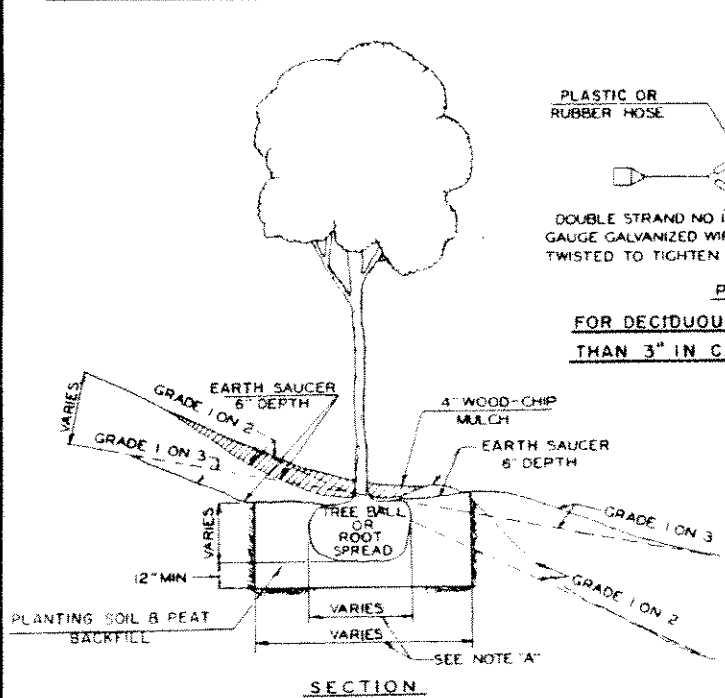 PLASTIC OR
RUBBER HOSE
DOUBLE STRAND NO
GAUGE GALVANIZED
TWISTED TO TIGHTEN
FOR
THAN 3" IN
VARIES
GRADE 1 ON 2
GRADE 1 ON 3
EARTH SAUCER
6" DEPTH
4" WOOD-CHIP
MULCH
EARTH SAUCER
6" DEPTH
TREE BALL
OR
ROOT
SPREAD
VARIES
12" MIN
GRADE 1 ON 3
GRADE 1 ON 2
PLANTING SOIL & PEAT
BACKFILL
VARIES
VARIES
SEE NOTE "A"
SECTION